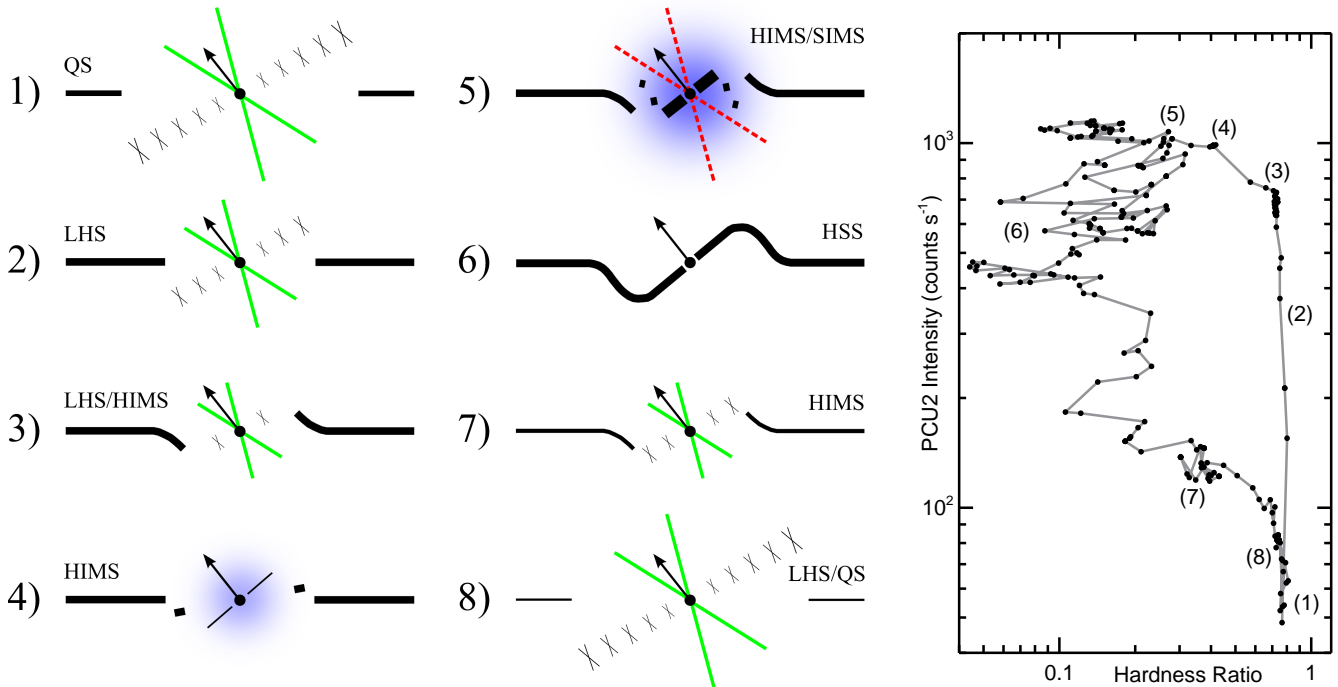 1)
QS
2)
LHS
3)
LHS/HIMS
4)
HIMS
5)
HIMS/SIMS
6)
HSS
7)
HIMS
8)
LHS/QS
PCU2 Intensity (counts s⁻¹)
10³
10²
(5)
(4)
(3)
(6)
(2)
(7)
(8)
(1)
0.1
1
Hardness Ratio